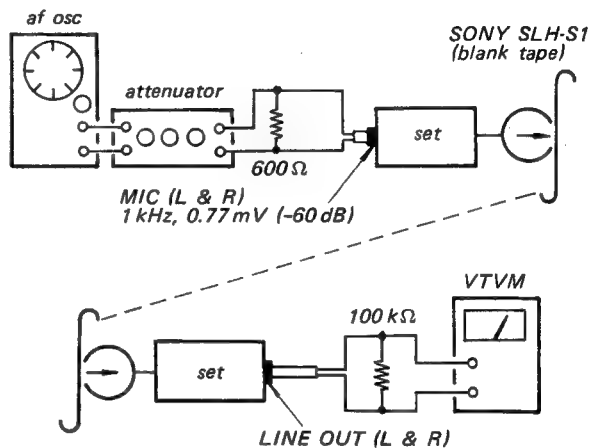 af osc
SONY SLH-S1
(blank tape)
attenuator
set
600 Ω
MIC (L & R)
1 kHz, 0.77 mV (-60 dB)
VTVM
100 kΩ
set
LINE OUT (L & R)